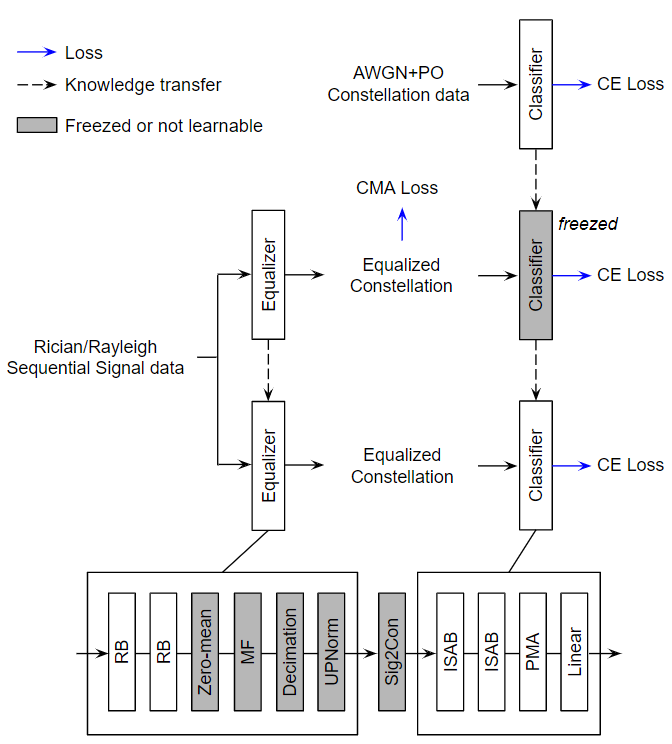 Loss
Knowledge transfer
Freezed or not learnable
AWGN+PO
Constellation data
Classifier
CE Loss
CMA Loss
Equalizer
Equalized
Constellation
Classifier
freezed
CE Loss
Rician/Rayleigh
Sequential Signal data
Equalizer
Equalized
Constellation
Classifier
CE Loss
RB
RB
Zero-mean
MF
Decimation
UPNorm
Sig2Con
ISAB
ISAB
PMA
Linear